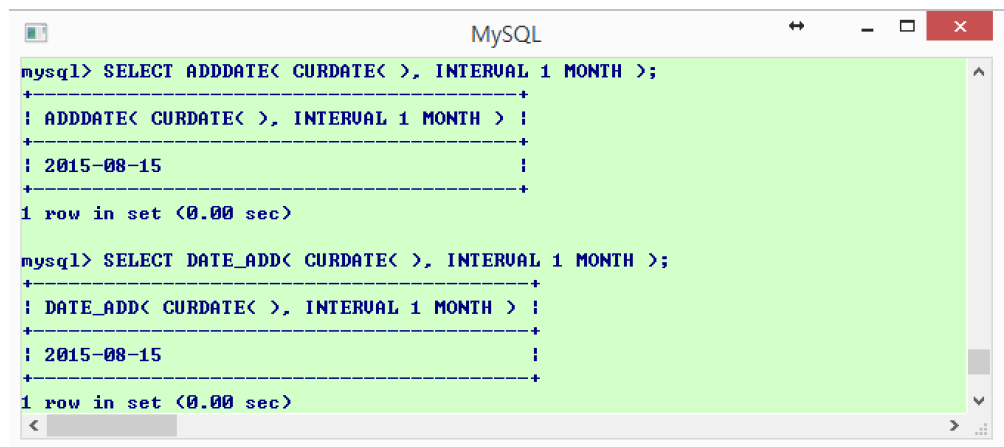 MySQL
mysql> SELECT ADDDATE( CURDATE( ), INTERVAL 1 MONTH );
+-----------------------------------------+
| ADDDATE( CURDATE( ), INTERVAL 1 MONTH ) |
+-----------------------------------------+
| 2015-08-15                              |
+-----------------------------------------+
1 row in set (0.00 sec)
mysql> SELECT DATE_ADD( CURDATE( ), INTERVAL 1 MONTH );
+------------------------------------------+
| DATE_ADD( CURDATE( ), INTERVAL 1 MONTH ) |
+------------------------------------------+
| 2015-08-15                               |
+------------------------------------------+
1 row in set (0.00 sec)